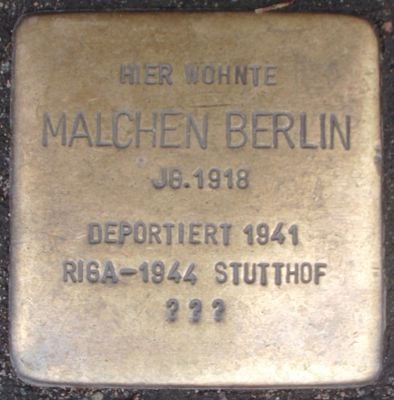 HIER WOHNTE
MALCHEN BERLIN
JG.1918
DEPORTIERT 1941
RIGA-1944 STUTTHOF
???